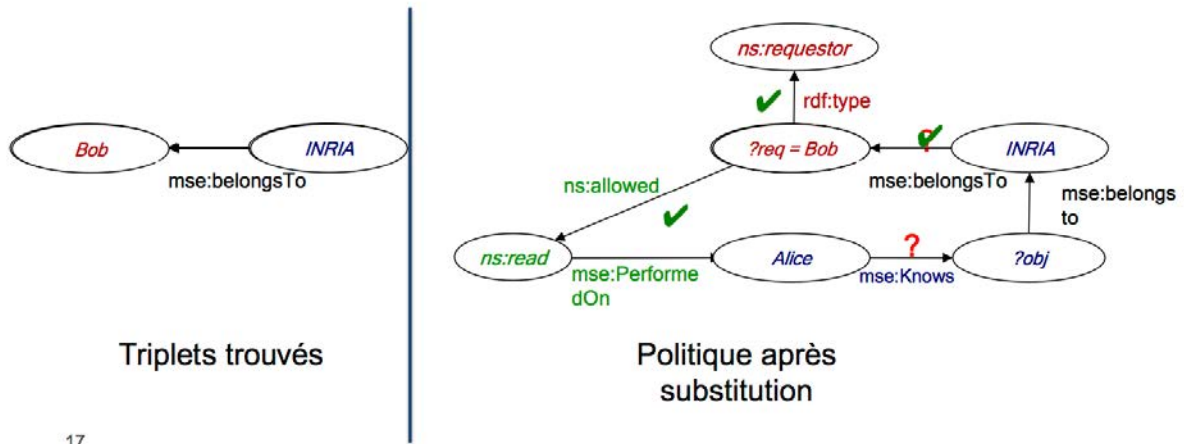 Bob
INRIA
mse:belongsTo
Triplets trouvés
17
ns:requestor
rdf:type
?req = Bob
?
INRIA
mse:belongsTo
ns:allowed
mse:belongs
to
ns:read
mse:Performe
dOn
Alice
?
mse:Knows
?obj
Politique après
substitution